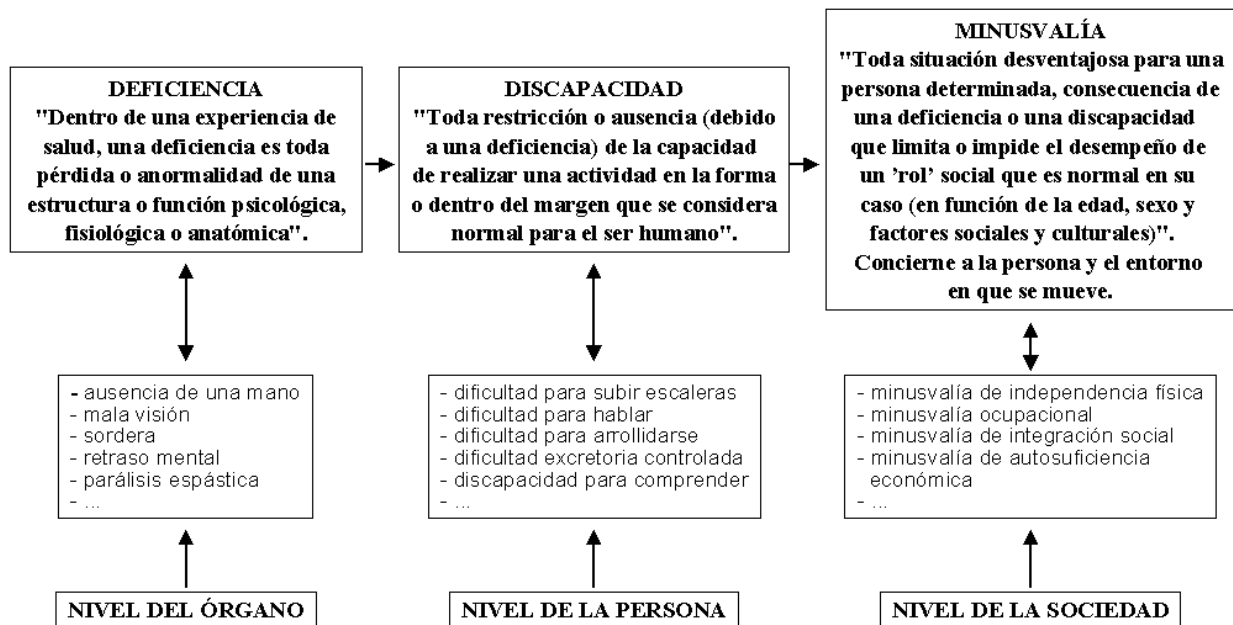 DEFICIENCIA
"Dentro de una experiencia de
salud, una deficiencia es toda
pérdida o anormalidad de una
estructura o función psicológica,
fisiológica o anatómica".
DISCAPACIDAD
"Toda restricción o ausencia (debido
a una deficiencia) de la capacidad
de realizar una actividad en la forma
o dentro del margen que se considera
normal para el ser humano".
MINUSVALÍA
"Toda situación desventajosa para una
persona determinada, consecuencia de
una deficiencia o una discapacidad
que limita o impide el desempeño de
un 'rol' social que es normal en su
caso (en función de la edad, sexo y
factores sociales y culturales)".
Concierne a la persona y el entorno
en que se mueve.
- ausencia de una mano
- mala visión
- sordera
- retraso mental
- parálisis espástica
- ...
- dificultad para subir escaleras
- dificultad para hablar
- dificultad para arrollidarse
- dificultad excretoria controlada
- discapacidad para comprender
- ...
- minusvalía de independencia física
- minusvalía ocupacional
- minusvalía de integración social
- minusvalía de autosuficiencia
económica
- ...
NIVEL DEL ÓRGANO
NIVEL DE LA PERSONA
NIVEL DE LA SOCIEDAD